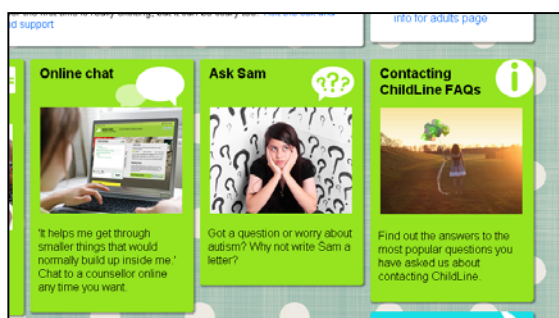 info for adults page
d support
Online chat
Ask Sam
???
Contacting
ChildLine FAQs
i
'It helps me get through
smaller things that would
normally build up inside me.'
Chat to a counsellor online
any time you want.
Got a question or worry about
autism? Why not write Sam a
letter?
Find out the answers to the
most popular questions you
have asked us about
contacting ChildLine.